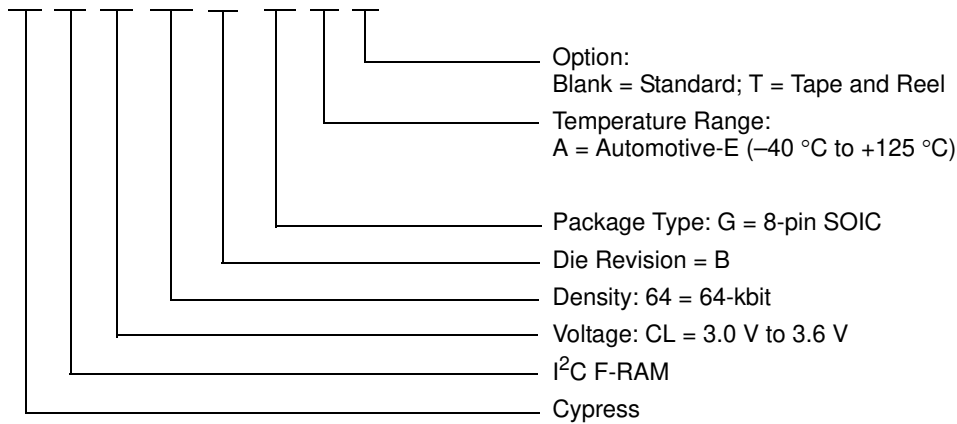 Option:
Blank = Standard; T = Tape and Reel
Temperature Range:
A = Automotive-E (–40 °C to +125 °C)
Package Type: G = 8-pin SOIC
Die Revision = B
Density: 64 = 64-kbit
Voltage: CL = 3.0 V to 3.6 V
I²C F-RAM
Cypress